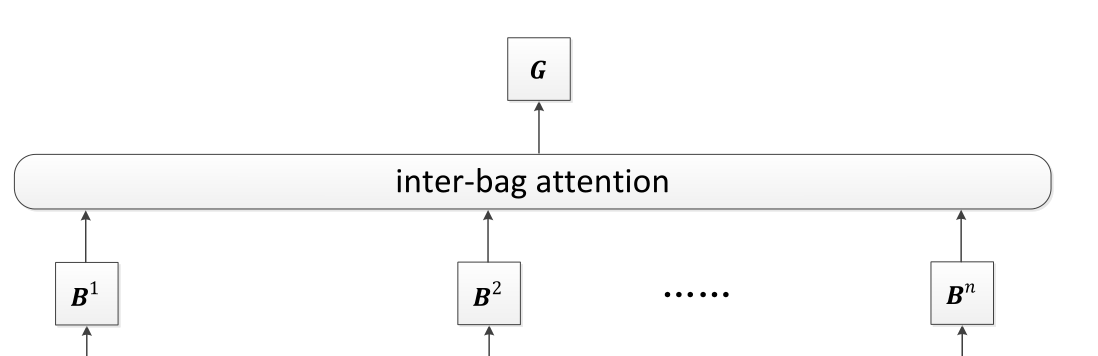 G
inter-bag attention
B¹ B² …… Bⁿ